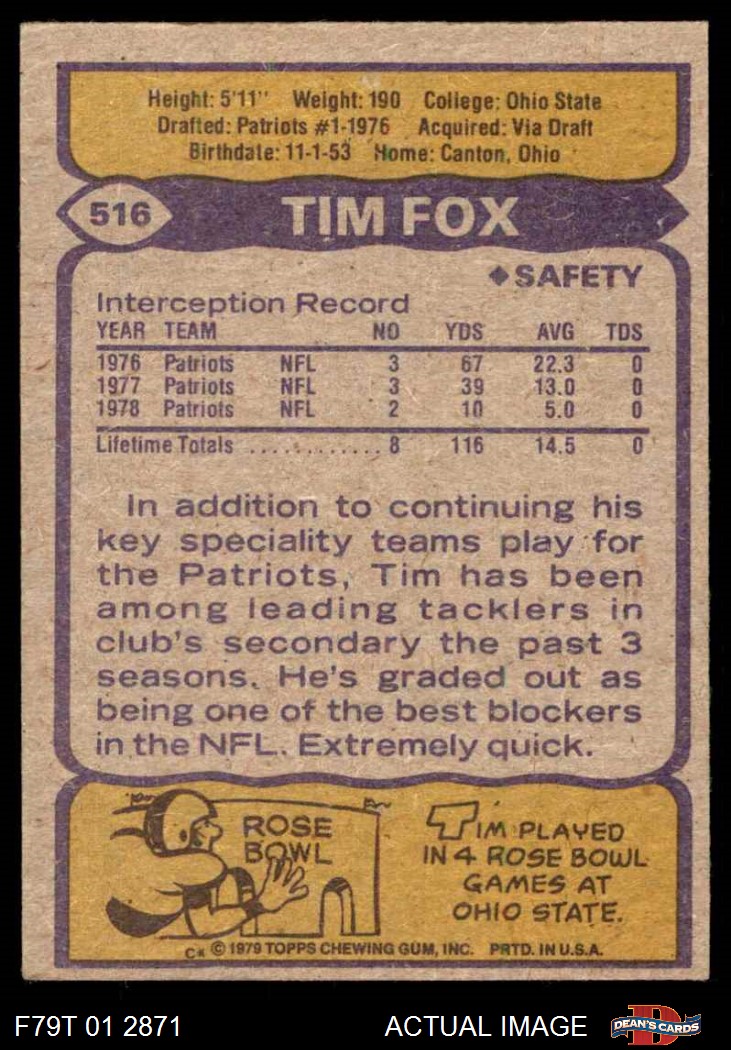 Height: 5'11" Weight: 190 College: Ohio State
Drafted: Patriots #1-1976 Acquired: Via Draft
Birthdate: 11-1-53 Home: Canton, Ohio
516 TIM FOX
◆SAFETY
Interception Record
YEAR TEAM NO YDS AVG TDS
1976 Patriots NFL 3 67 22.3 0
1977 Patriots NFL 3 39 13.0 0
1978 Patriots NFL 2 10 5.0 0
Lifetime Totals ............ 8 116 14.5 0
In addition to continuing his
key speciality teams play for
the Patriots, Tim has been
among leading tacklers in
club's secondary the past 3
seasons. He's graded out as
being one of the best blockers
in the NFL. Extremely quick.
ROSE
BOWL
TIM PLAYED
IN 4 ROSE BOWL
GAMES AT
OHIO STATE.
C* © 1979 TOPPS CHEWING GUM, INC. PRTD. IN U.S.A.
F79T 01 2871 ACTUAL IMAGE D DEAN'S CARDS